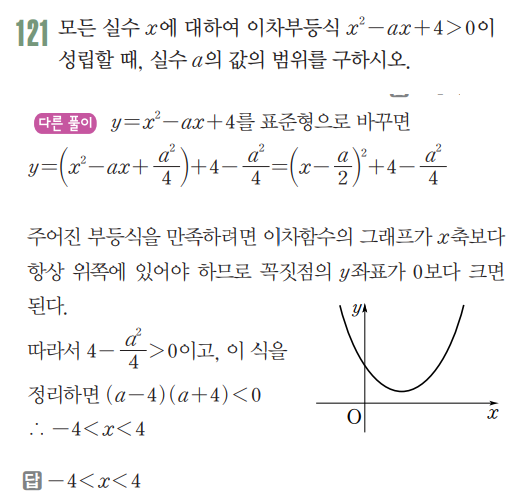 121 모든 실수 x에 대하여 이차부등식 x²-ax+4>0이
성립할 때, 실수 a의 값의 범위를 구하시오.
다른 풀이 y=x²-ax+4를 표준형으로 바꾸면
y=(x²-ax+a²/4)+4-a²/4=(x-a/2)²+4-a²/4
주어진 부등식을 만족하려면 이차함수의 그래프가 x축보다
항상 위쪽에 있어야 하므로 꼭짓점의 y좌표가 0보다 크면
된다.
따라서 4-a²/4>0이고, 이 식을
정리하면 (a-4)(a+4)<0
∴ -4<x<4
y
O
x
답 -4<x<4